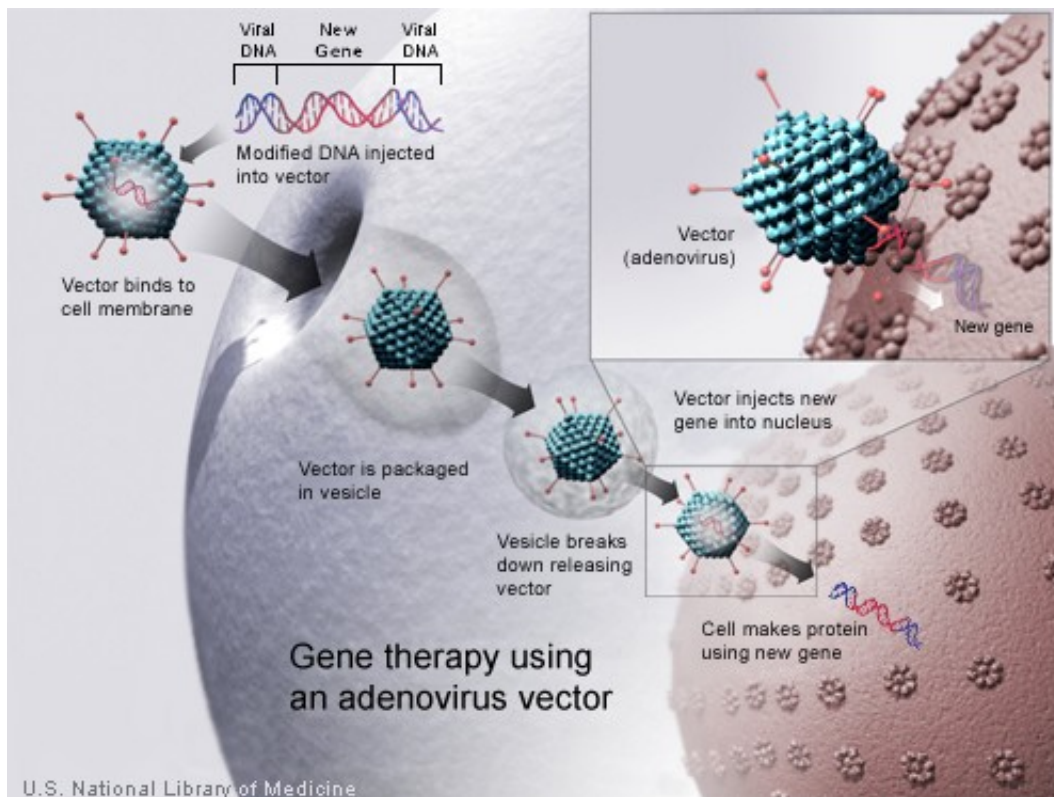 Viral DNA
New Gene
Viral DNA
Modified DNA injected
into vector
Vector binds to
cell membrane
Vector
(adenovirus)
New gene
Vector injects new
gene into nucleus
Vector is packaged
in vesicle
Vesicle breaks
down releasing
vector
Cell makes protein
using new gene
Gene therapy using
an adenovirus vector
U.S. National Library of Medicine